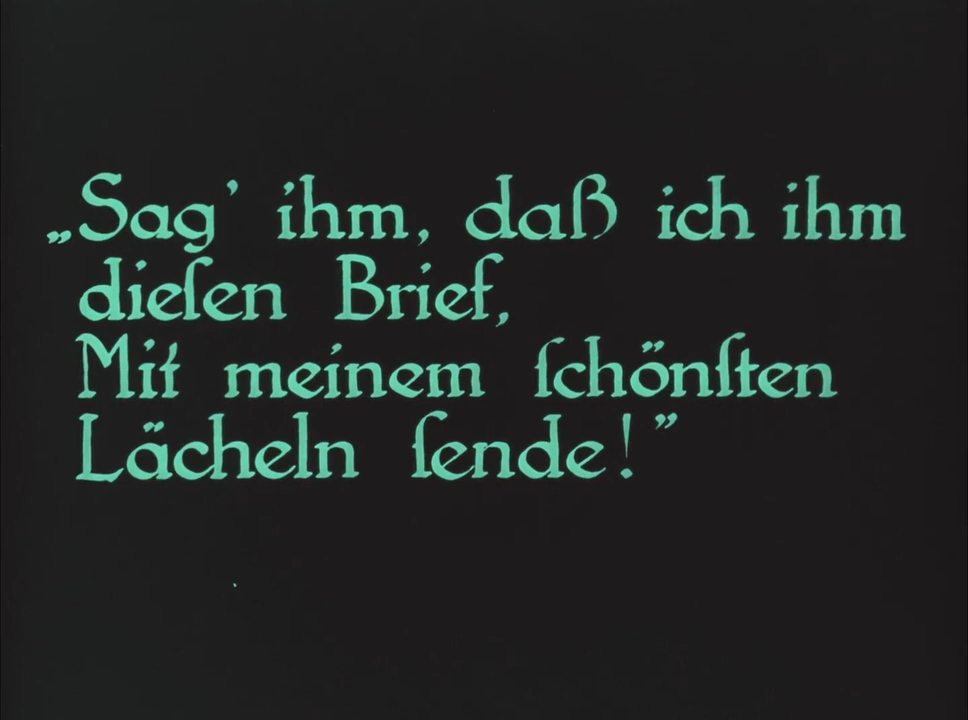 „Sag’ ihm, daß ich ihm
dieſen Brief,
Mit meinem ſchönſten
Lächeln ſende!”